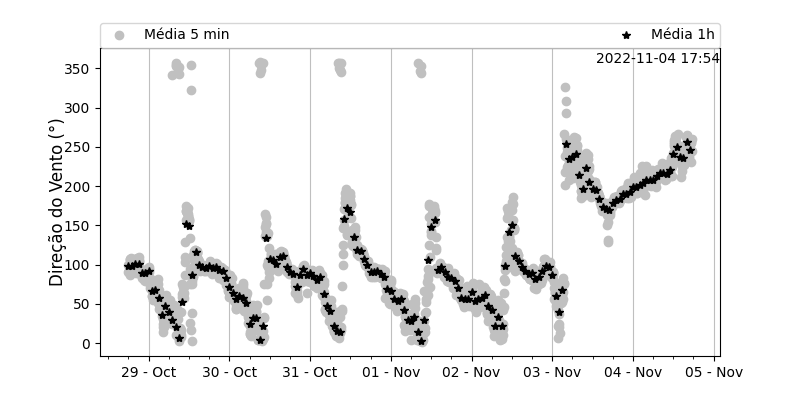 Média 5 min
Média 1h
2022-11-04 17:54
Direção do Vento (°)
350
300
250
200
150
100
50
0
29 - Oct
30 - Oct
31 - Oct
01 - Nov
02 - Nov
03 - Nov
04 - Nov
05 - Nov